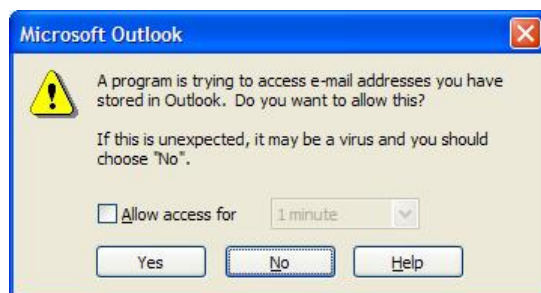 Microsoft Outlook
A program is trying to access e-mail addresses you have
stored in Outlook. Do you want to allow this?
If this is unexpected, it may be a virus and you should
choose "No".
Allow access for 1 minute
Yes No Help